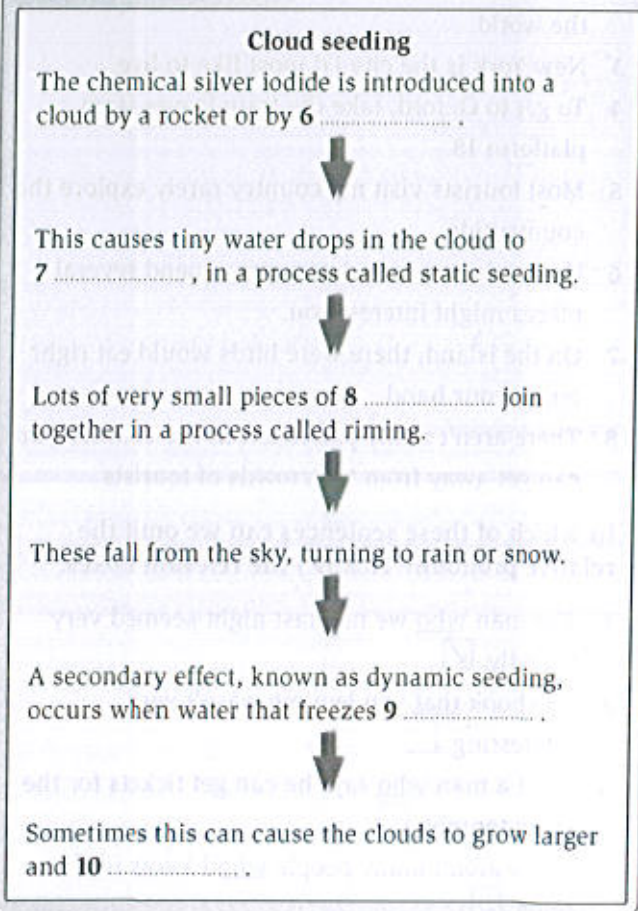 Cloud seeding
The chemical silver iodide is introduced into a
cloud by a rocket or by 6 .................... .
This causes tiny water drops in the cloud to
7 ...................., in a process called static seeding.
Lots of very small pieces of 8 .................... join
together in a process called riming.
These fall from the sky, turning to rain or snow.
A secondary effect, known as dynamic seeding,
occurs when water that freezes 9 .................... .
Sometimes this can cause the clouds to grow larger
and 10 .................... .